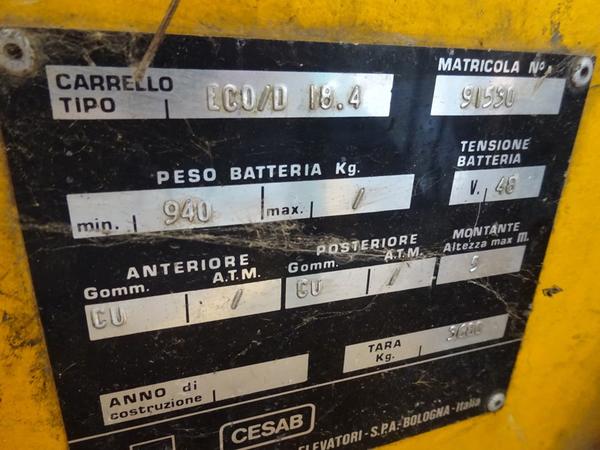 CARRELLO TIPO ECO/D 18.4
MATRICOLA Nº 91530
PESO BATTERIA Kg.
min. 940 max. /
TENSIONE BATTERIA
V. 48
ANTERIORE
Gomm. A.T.M.
CU /
POSTERIORE
Gomm. A.T.M.
CU /
MONTANTE
Altezza max m.
5
ANNO di costruzione
TARA Kg.
CESAB
ELEVATORI - S.P.A - BOLOGNA - Italia